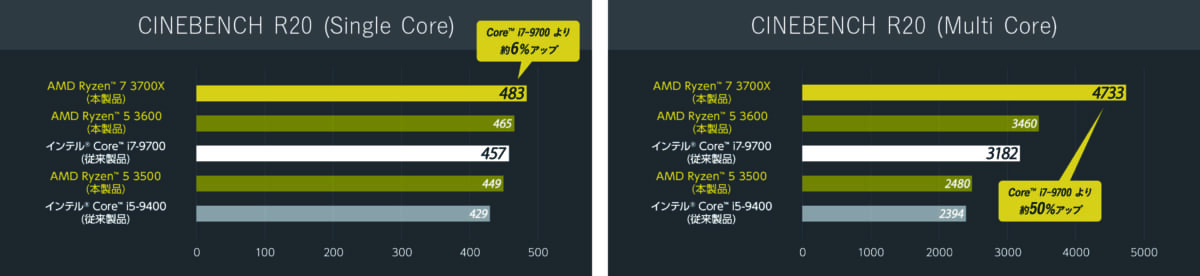 CINEBENCH R20 (Single Core)
Core™ i7-9700 より
約6%アップ
AMD Ryzen™ 7 3700X
(本製品)
483
AMD Ryzen™ 5 3600
(本製品)
465
インテル® Core™ i7-9700
(従来製品)
457
AMD Ryzen™ 5 3500
(本製品)
449
インテル® Core™ i5-9400
(従来製品)
429
0 100 200 300 400 500
CINEBENCH R20 (Multi Core)
AMD Ryzen™ 7 3700X
(本製品)
4733
AMD Ryzen™ 5 3600
(本製品)
3460
インテル® Core™ i7-9700
(従来製品)
3182
AMD Ryzen™ 5 3500
(本製品)
2480
Core™ i7-9700 より
約50%アップ
インテル® Core™ i5-9400
(従来製品)
2394
0 1000 2000 3000 4000 5000